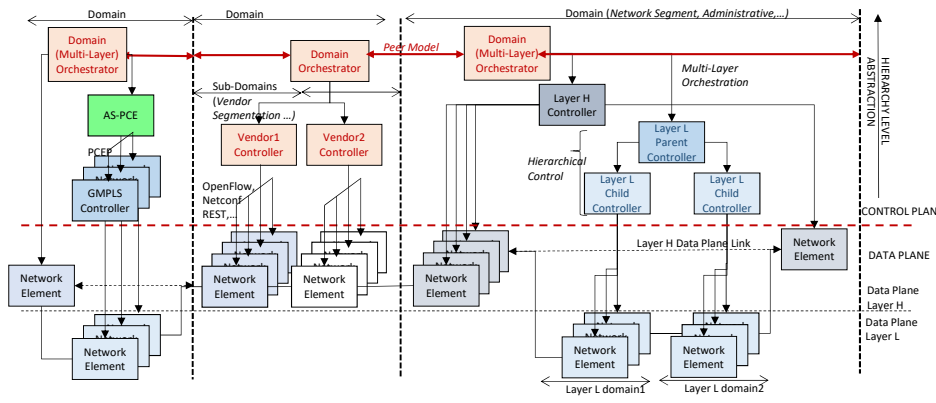 Domain
Domain
Domain (Network Segment, Administrative,...)
Domain
(Multi-Layer)
Orchestrator
Domain
Orchestrator
Peer Model
Domain
(Multi-Layer)
Orchestrator
HIERARCHY LEVEL
ABSTRACTION
Multi-Layer
Orchestration
Sub-Domains
(Vendor
Segmentation ...)
AS-PCE
Layer H
Controller
Vendor1
Controller
Vendor2
Controller
Layer L
Parent
Controller
PCEP
Hierarchical
Control
GMPLS
Controller
OpenFlow,
Netconf
REST,...
Layer L
Child
Controller
Layer L
Child
Controller
CONTROL PLAN
Layer H Data Plane Link
Network
Element
DATA PLANE
Network
Element
Network
Element
Network
Element
Network
Element
Data Plane
Layer H
Data Plane
Layer L
Network
Element
Network
Element
Network
Element
Layer L domain1
Layer L domain2